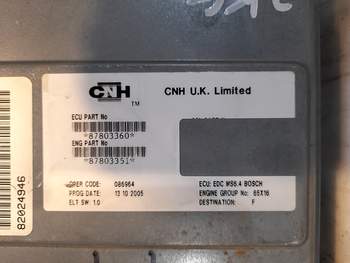 CNH
TM
CNH U.K. Limited
ECU PART No
*87803360*
ENG PART No
*87803351*
OPER CODE: 086964
PROG DATE: 13 10 2005
ELT SW: 1.0
ECU: EDC MS6.4 BOSCH
ENGINE GROUP No: 65X16
DESTINATION: F
82024946